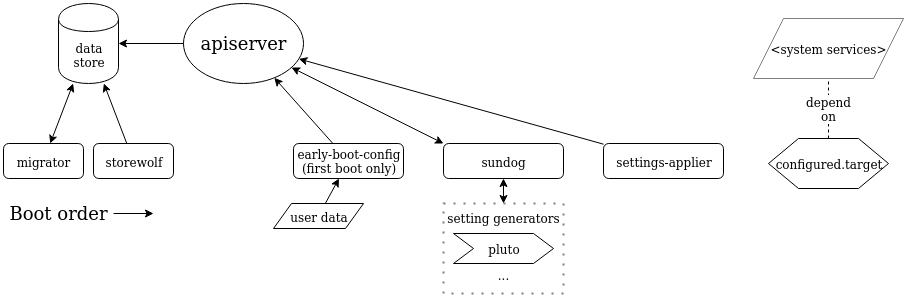 data
store
apiserver
<system services>
depend
on
configured.target
migrator
storewolf
early-boot-config
(first boot only)
sundog
settings-applier
Boot order
user data
setting generators
pluto
...